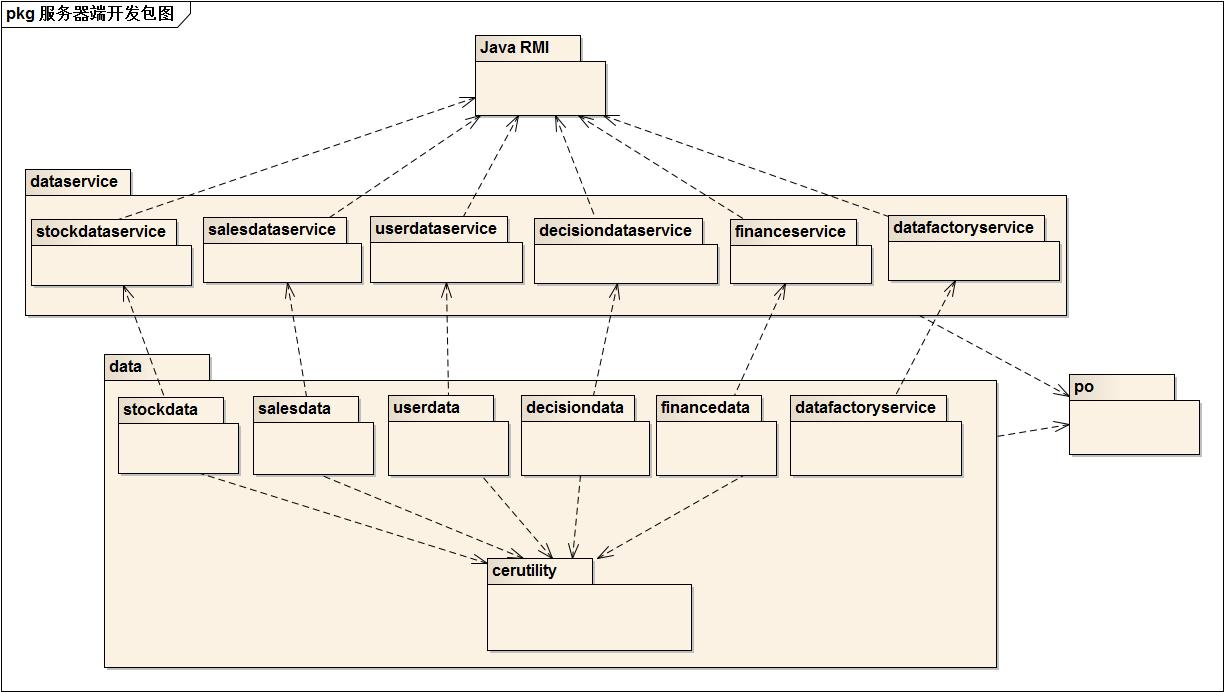 pkg 服务器端开发包图
Java RMI
dataservice
stockdataservice
salesdataservice
userdataservice
decisiondataservice
financeservice
datafactoryservice
data
po
stockdata
salesdata
userdata
decisiondata
financedata
datafactoryservice
cerutility